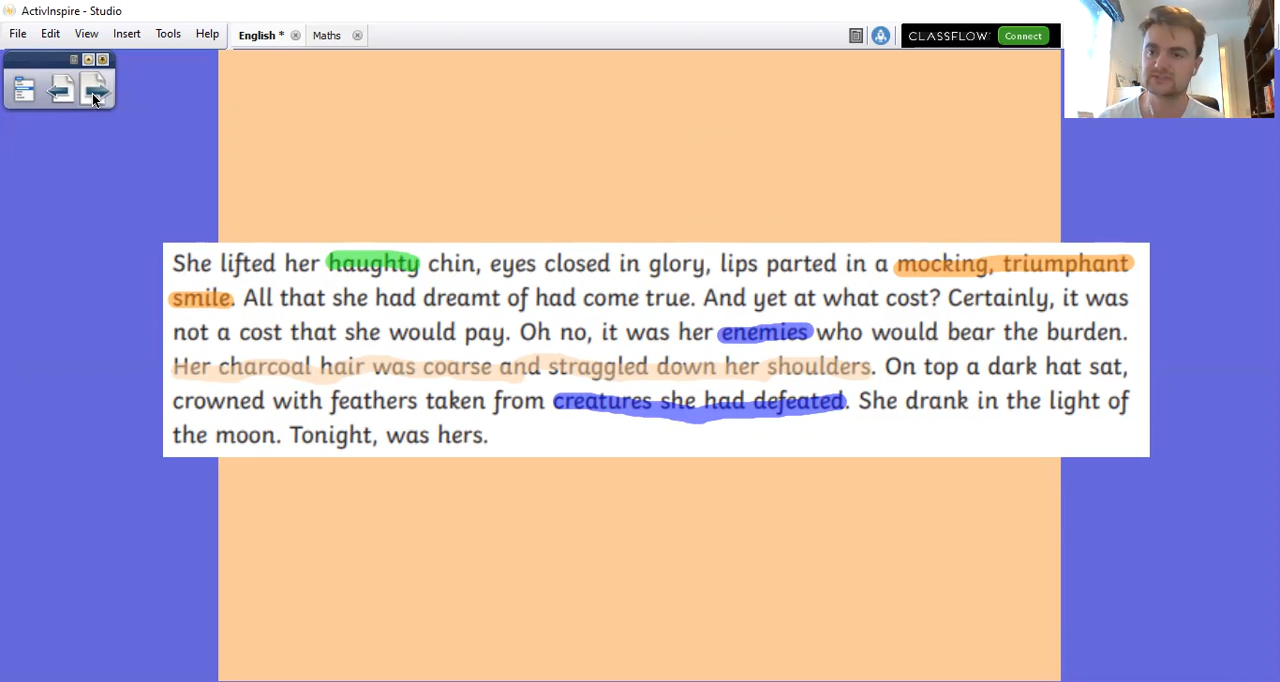 ActivInspire - Studio
File Edit View Insert Tools Help English * Maths CLASSFLOW Connect
She lifted her haughty chin, eyes closed in glory, lips parted in a mocking, triumphant
smile. All that she had dreamt of had come true. And yet at what cost? Certainly, it was
not a cost that she would pay. Oh no, it was her enemies who would bear the burden.
Her charcoal hair was coarse and straggled down her shoulders. On top a dark hat sat,
crowned with feathers taken from creatures she had defeated. She drank in the light of
the moon. Tonight, was hers.